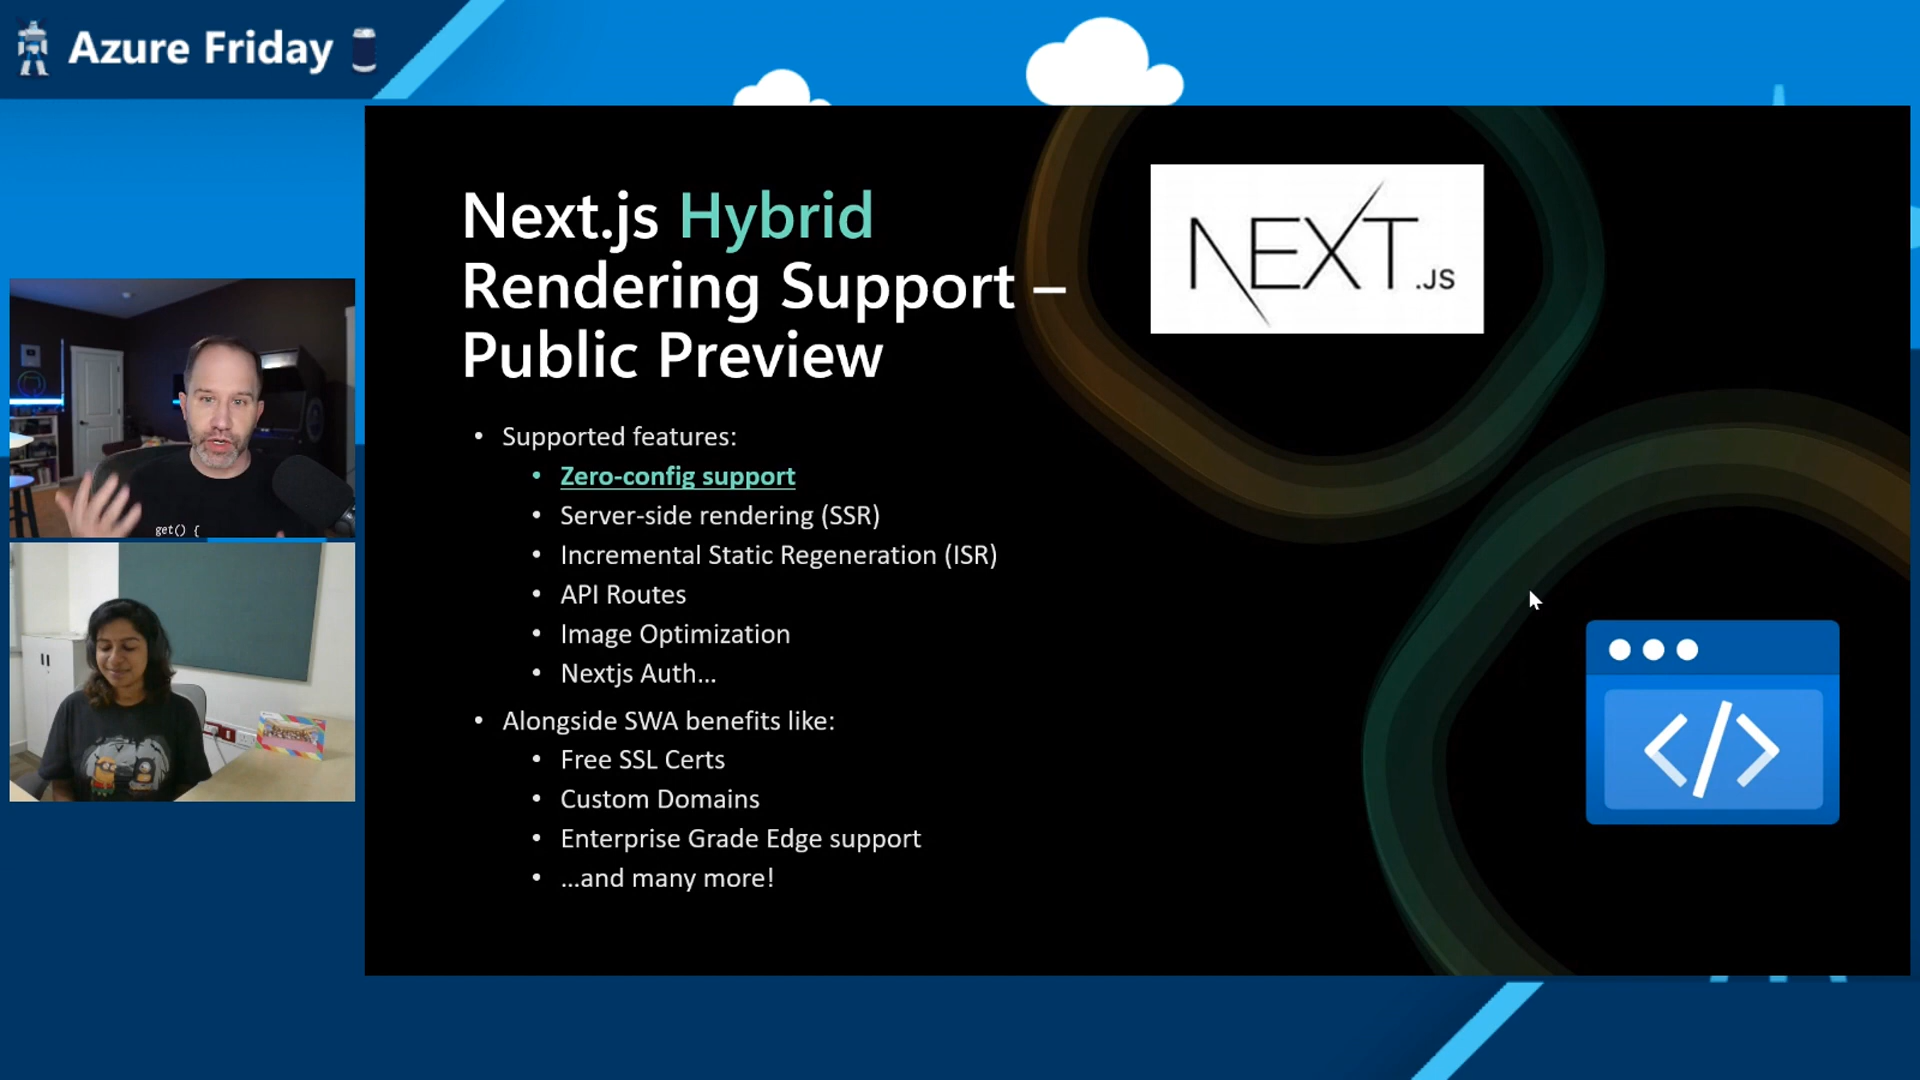 Azure Friday
Next.js Hybrid
Rendering Support –
Public Preview
NEXT.JS
• Supported features:
• Zero-config support
• Server-side rendering (SSR)
• Incremental Static Regeneration (ISR)
• API Routes
• Image Optimization
• Nextjs Auth...
• Alongside SWA benefits like:
• Free SSL Certs
• Custom Domains
• Enterprise Grade Edge support
• ...and many more!
</>
get() {